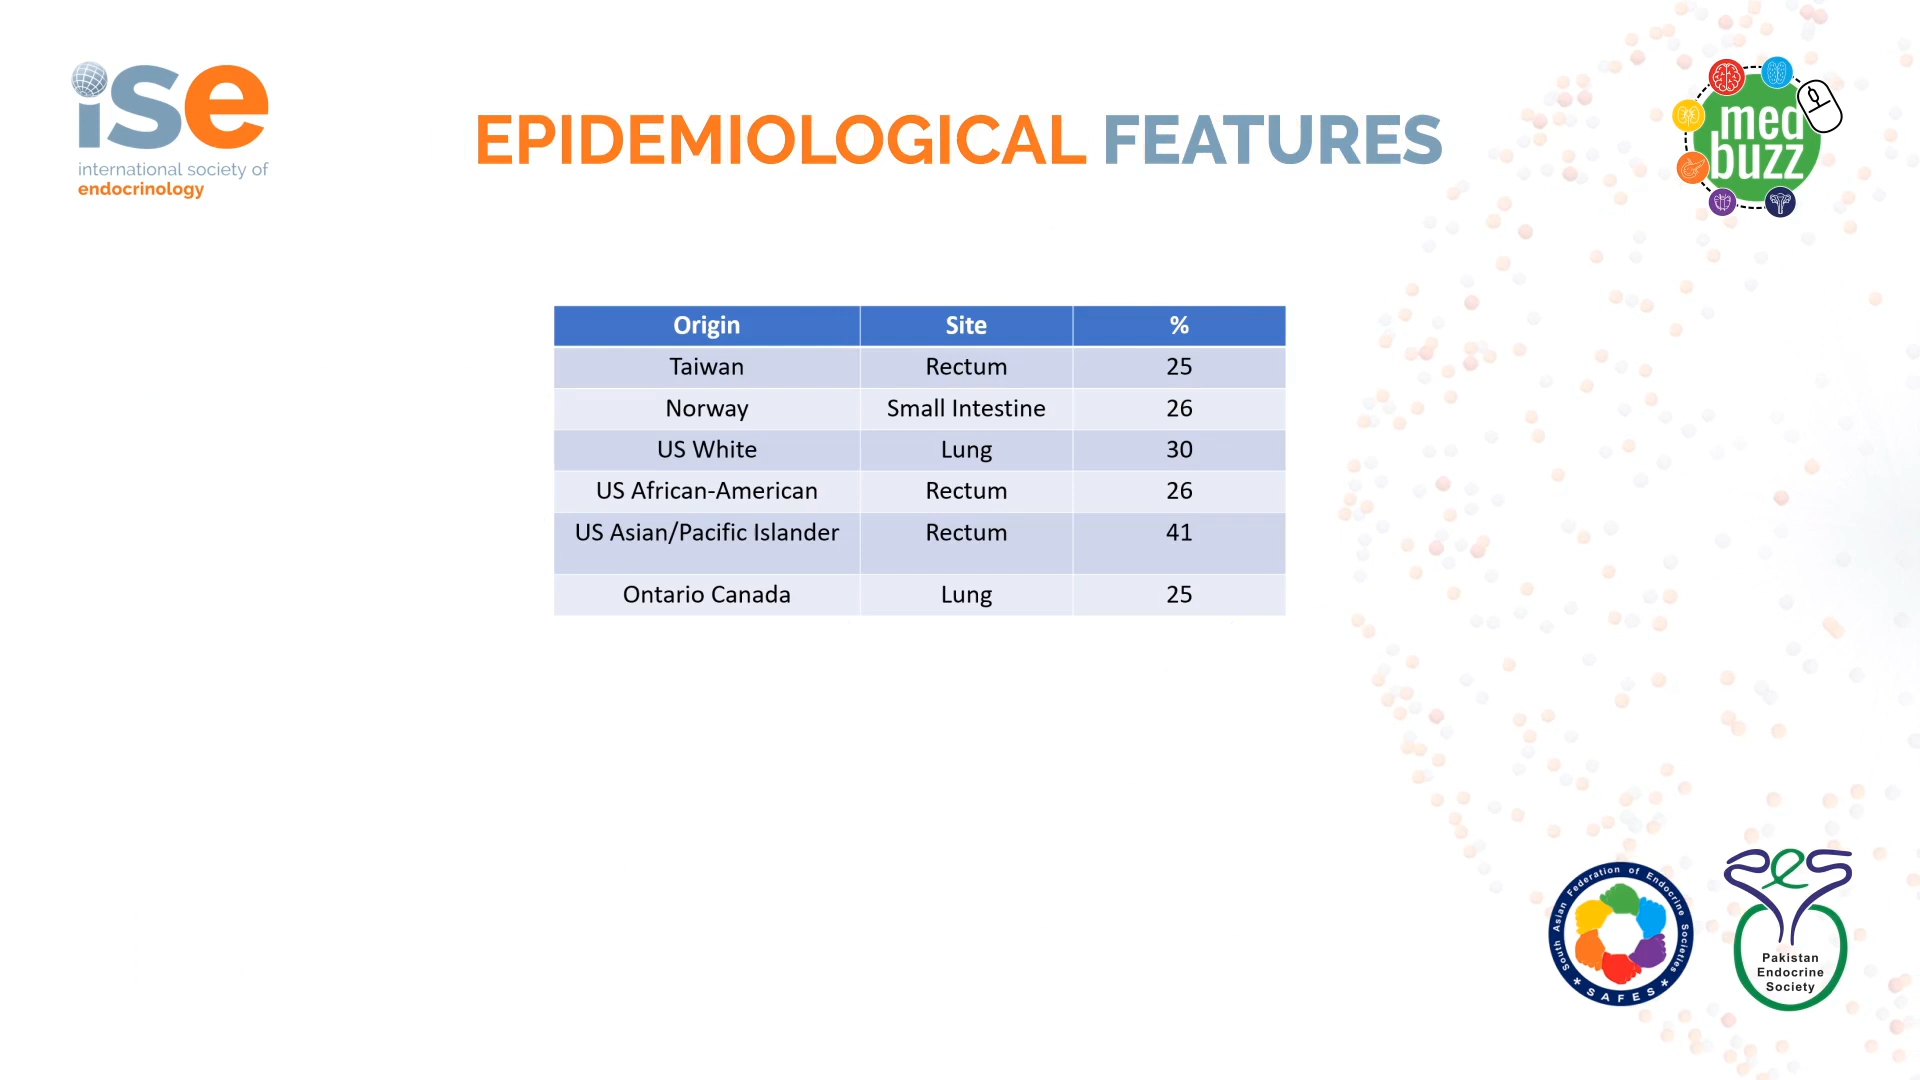 ise
international society of
endocrinology
EPIDEMIOLOGICAL FEATURES
med
buzz
Origin Site %
Taiwan Rectum 25
Norway Small Intestine 26
US White Lung 30
US African-American Rectum 26
US Asian/Pacific Islander Rectum 41
Ontario Canada Lung 25
South Asian Federation of Endocrine Societies
* SAFES *
PES
Pakistan
Endocrine
Society